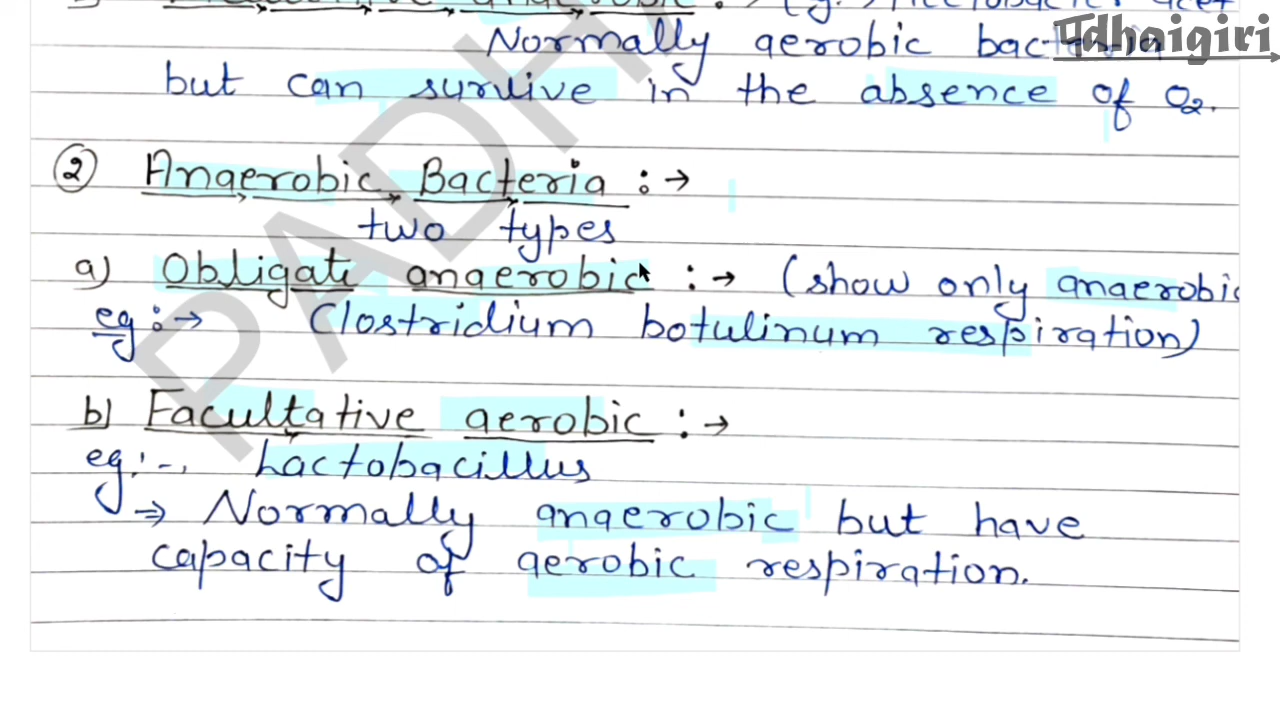 पdhaigiri
Normally aerobic bacteria
but can survive in the absence of O₂.
② Anaerobic Bacteria :→
two types
a) Obligate anaerobic :→ (show only anaerobic
eg :→ Clostridium botulinum respiration)
b) Facultative aerobic :→
eg :-, Lactobacillus
⇒ Normally anaerobic but have
capacity of aerobic respiration.